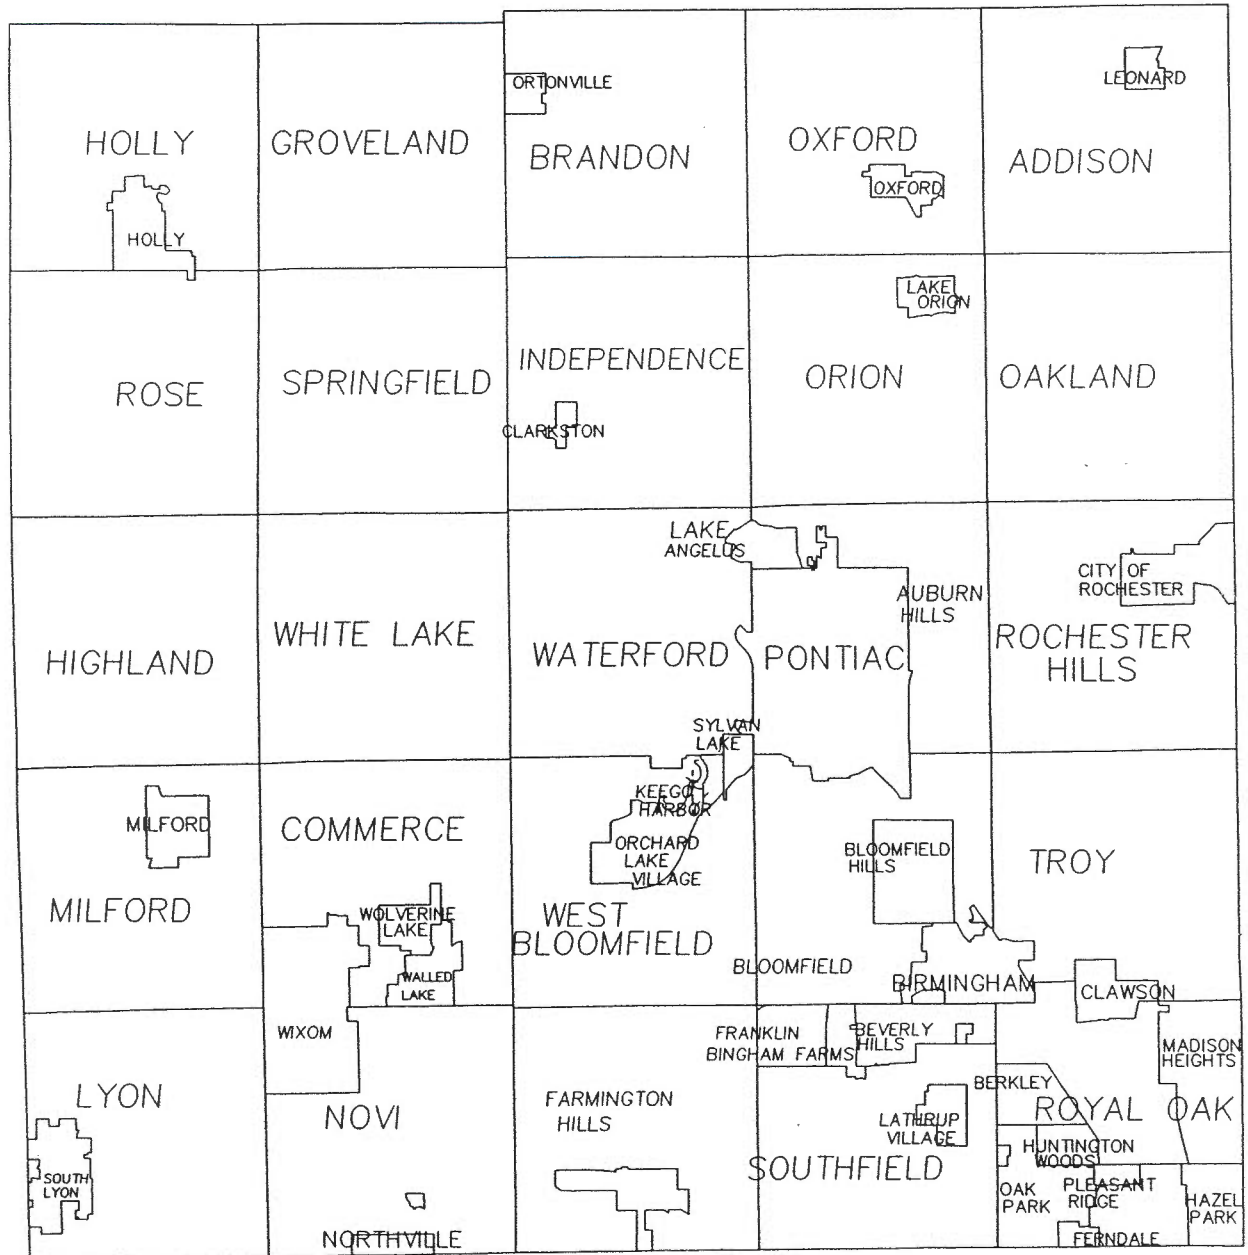 ORTONVILLE
LEONARD
HOLLY
GROVELAND
BRANDON
OXFORD
ADDISON
OXFORD
HOLLY
LAKE
ORION
ROSE
SPRINGFIELD
INDEPENDENCE
ORION
OAKLAND
CLARKSTON
LAKE
ANGELUS
CITY OF
ROCHESTER
AUBURN
HILLS
HIGHLAND
WHITE LAKE
WATERFORD
PONTIAC
ROCHESTER
HILLS
SYLVAN
LAKE
KEEGO
HARBOR
MILFORD
COMMERCE
ORCHARD
LAKE
VILLAGE
BLOOMFIELD
HILLS
TROY
MILFORD
WOLVERINE
LAKE
WEST
BLOOMFIELD
BLOOMFIELD
WALLED
LAKE
BIRMINGHAM
CLAWSON
WIXOM
FRANKLIN
BINGHAM FARMS
BEVERLY
HILLS
MADISON
HEIGHTS
LYON
NOVI
FARMINGTON
HILLS
BERKLEY
ROYAL OAK
LATHRUP
VILLAGE
HUNTINGTON
WOODS
SOUTHFIELD
SOUTH
LYON
OAK
PARK
PLEASANT
RIDGE
HAZEL
PARK
NORTHVILLE
FERNDALE